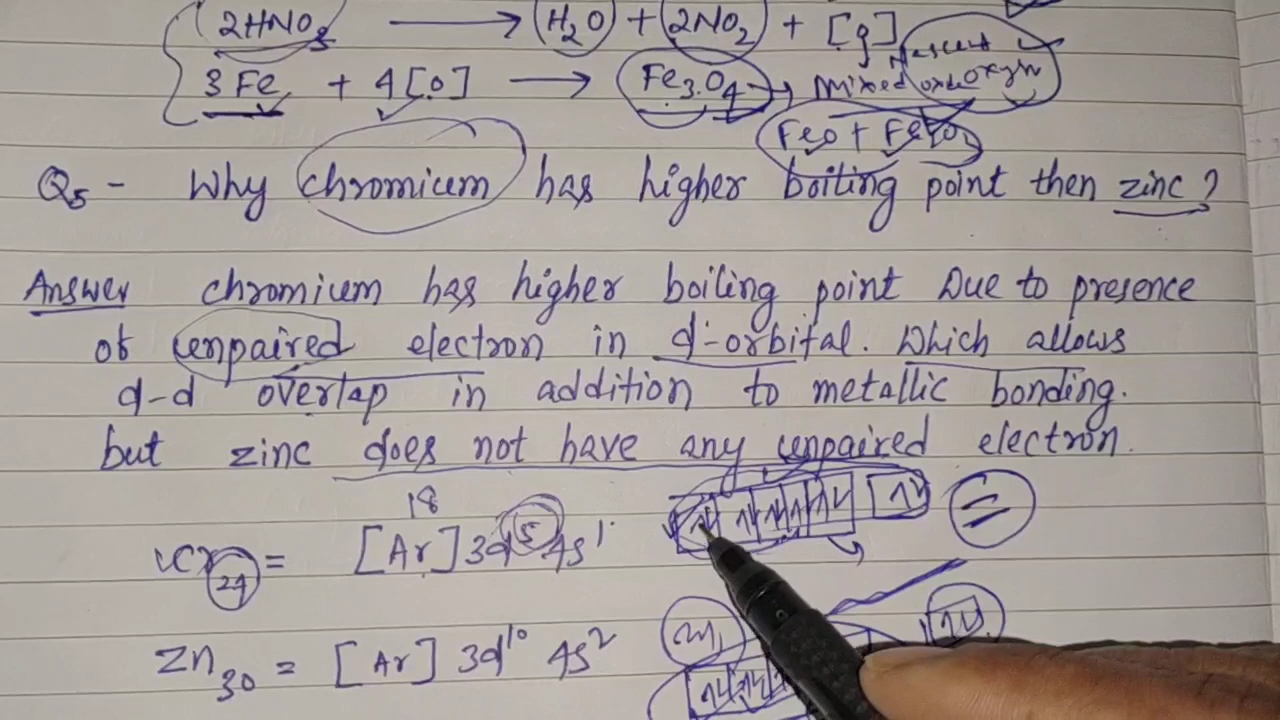 2HNO3 → H2O + 2NO2 + [O] Nascent oxygen
3Fe + 4[O] → Fe3O4 → mixed oxide
FeO + Fe2O3
Q5 - Why chromium has higher boiling point then zinc?
Answer chromium has higher boiling point Due to presence
of unpaired electron in d-orbital. Which allows
d-d overlap in addition to metallic bonding.
but zinc does not have any unpaired electron.
18
Cr24 = [Ar] 3d5 4s1
Zn
Zn30 = [Ar] 3d10 4s2